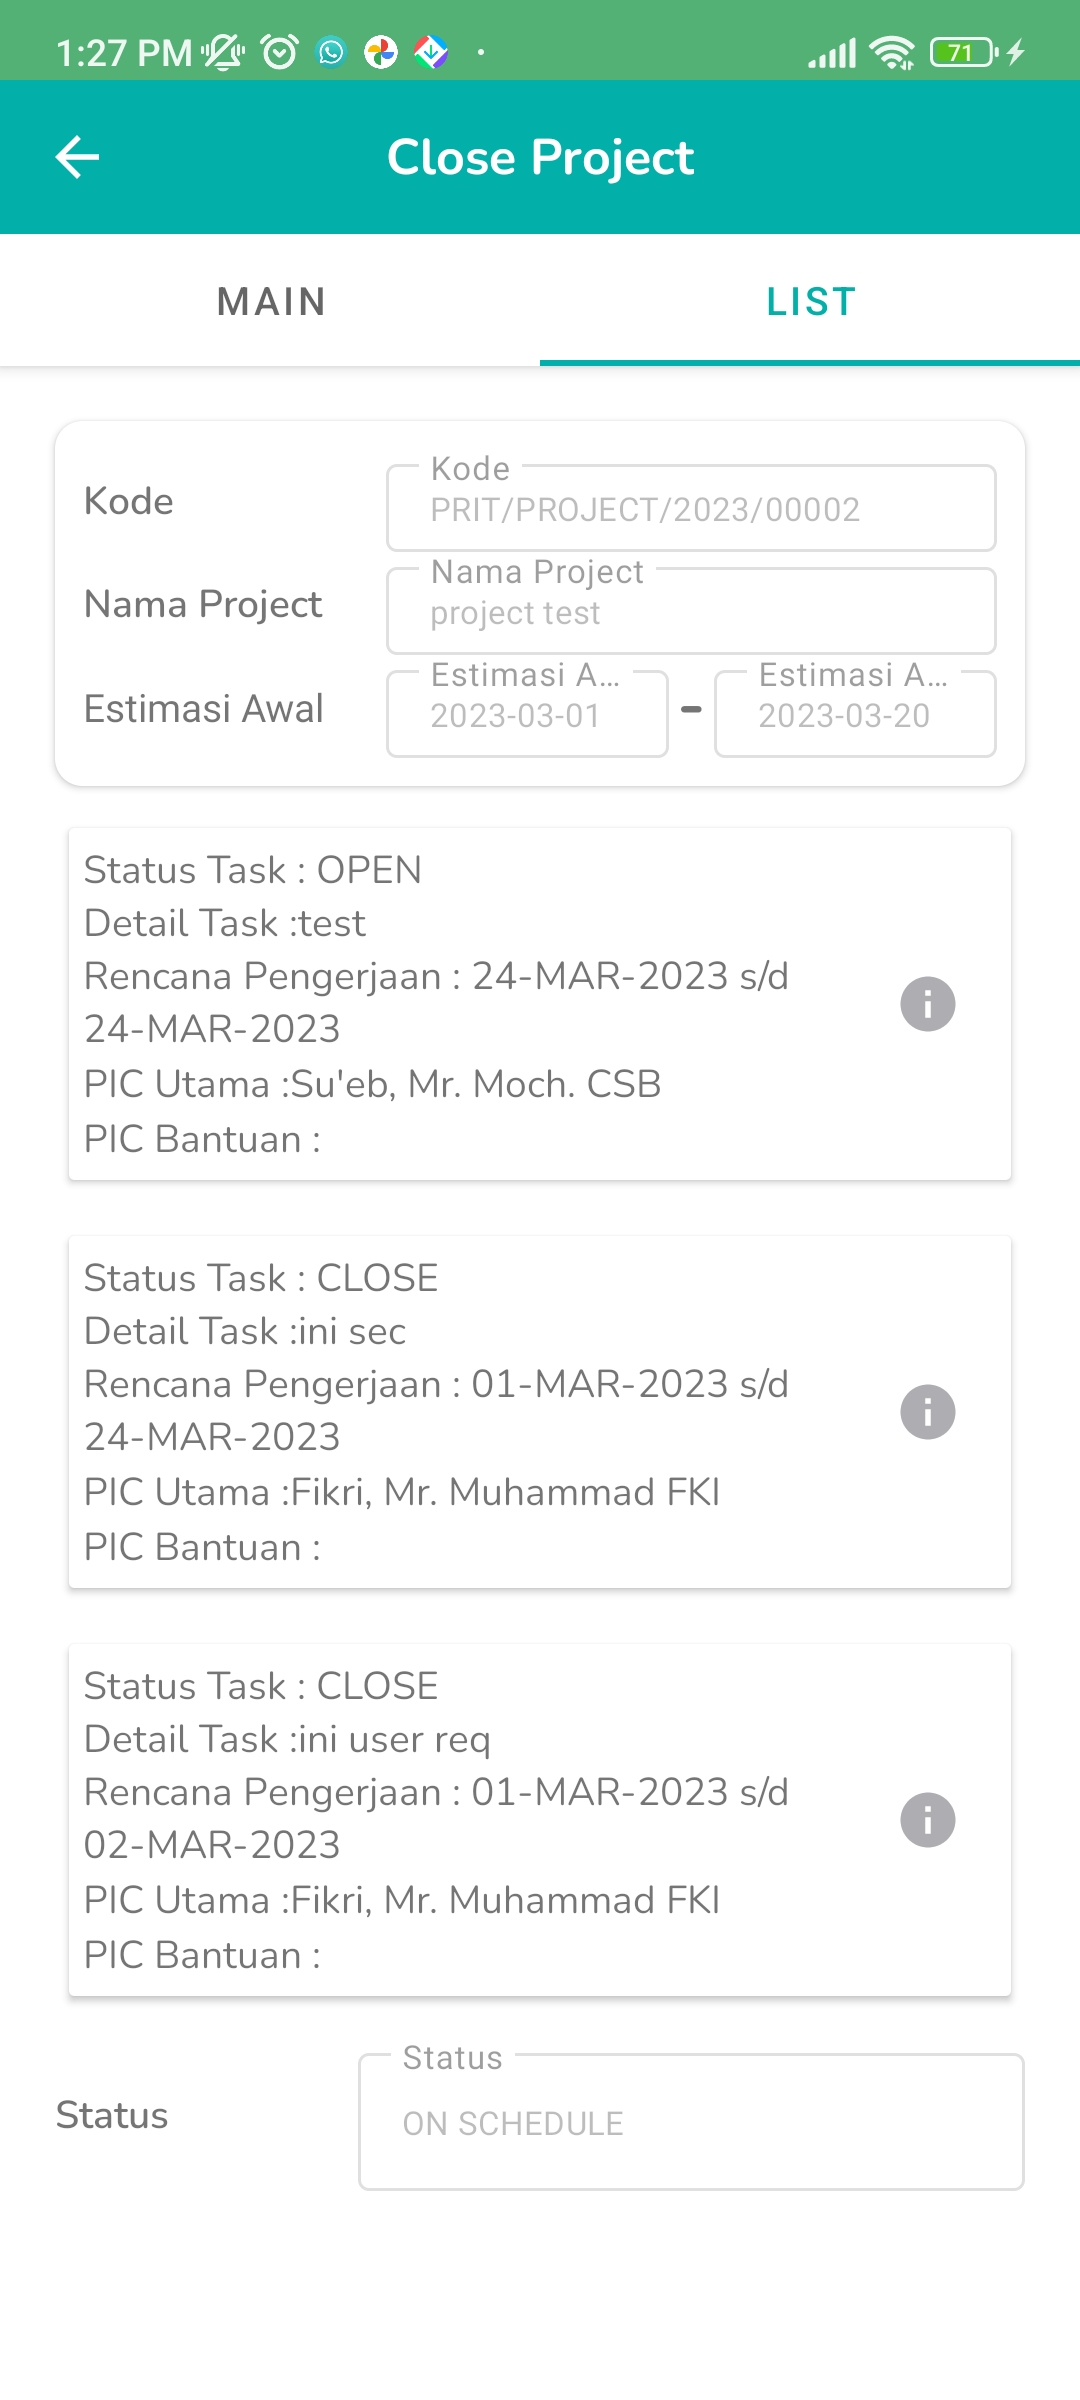 1:27 PM
71
Close Project
MAIN
LIST
Kode
Kode
PRIT/PROJECT/2023/00002
Nama Project
Nama Project
project test
Estimasi Awal
Estimasi A...
2023-03-01
-
Estimasi A...
2023-03-20
Status Task : OPEN
Detail Task :test
Rencana Pengerjaan : 24-MAR-2023 s/d
24-MAR-2023
PIC Utama :Su'eb, Mr. Moch. CSB
PIC Bantuan :
Status Task : CLOSE
Detail Task :ini sec
Rencana Pengerjaan : 01-MAR-2023 s/d
24-MAR-2023
PIC Utama :Fikri, Mr. Muhammad FKI
PIC Bantuan :
Status Task : CLOSE
Detail Task :ini user req
Rencana Pengerjaan : 01-MAR-2023 s/d
02-MAR-2023
PIC Utama :Fikri, Mr. Muhammad FKI
PIC Bantuan :
Status
Status
ON SCHEDULE